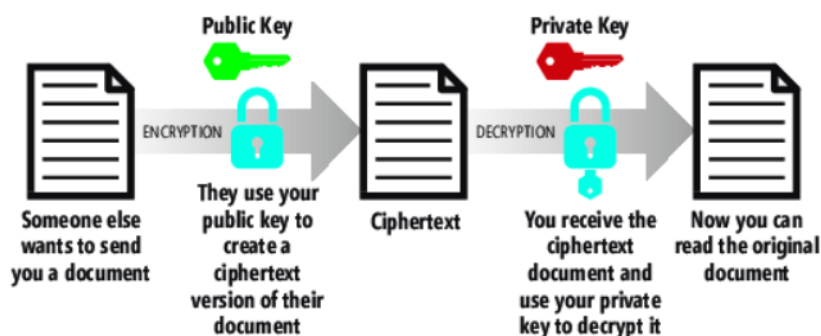 Public Key
Private Key
ENCRYPTION
DECRYPTION
Someone else
wants to send
you a document
They use your
public key to
create a
ciphertext
version of their
document
Ciphertext
You receive the
ciphertext
document and
use your private
key to decrypt it
Now you can
read the original
document